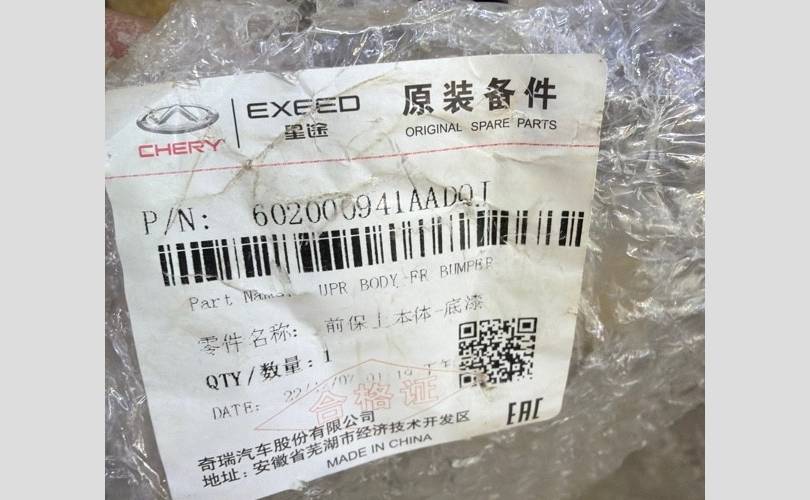 CHERY
EXEED
星途
原装备件
ORIGINAL SPARE PARTS
P/N: 602000941AADQJ
Part Name: UPR BODY-FR BUMPER
零件名称: 前保上本体-底漆
QTY/数量: 1
DATE:
合格证
奇瑞汽车股份有限公司
地址: 安徽省芜湖市经济技术开发区
MADE IN CHINA
EAC